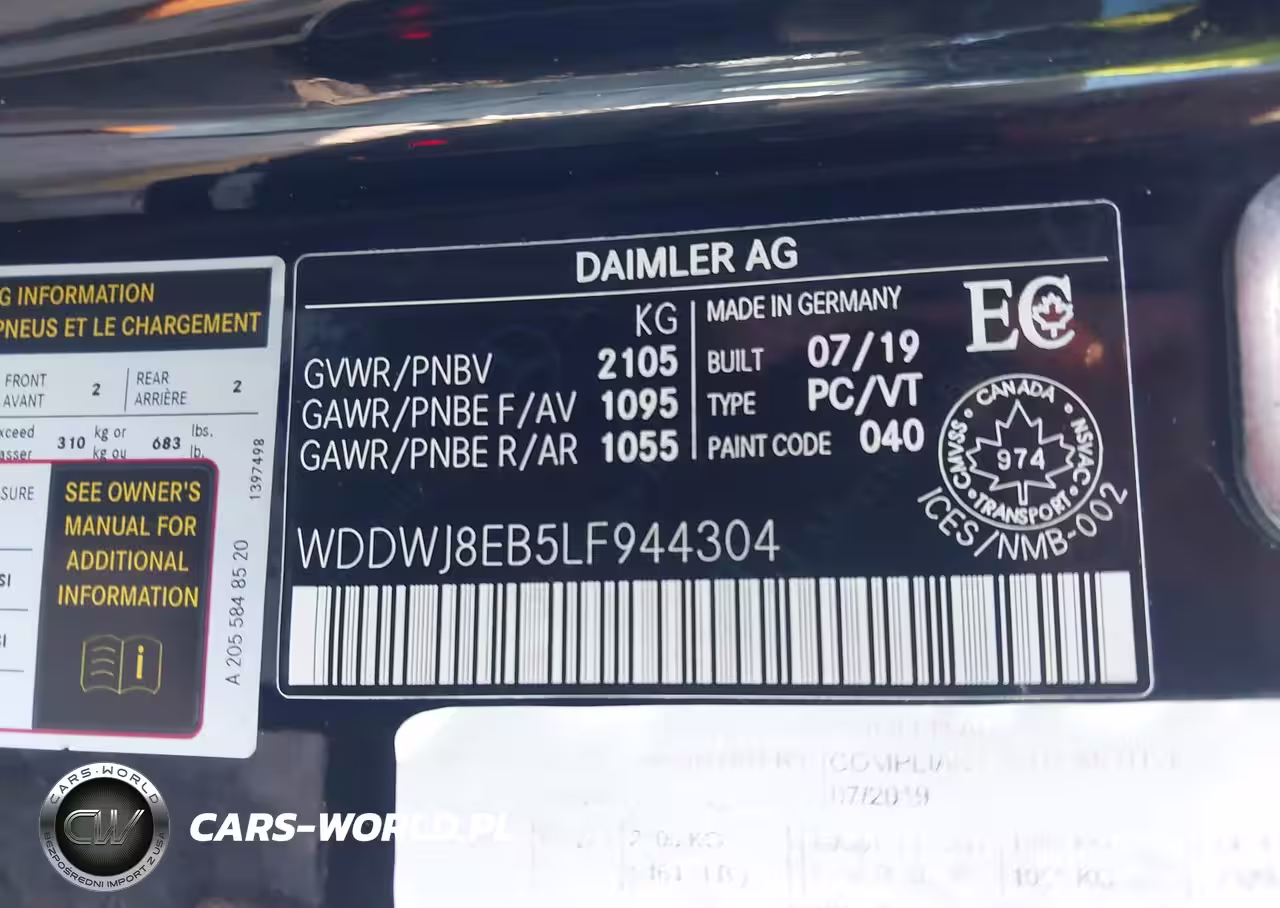 G INFORMATION
PNEUS ET LE CHARGEMENT
FRONT
AVANT
2
REAR
ARRIÈRE
2
xceed
asser
310
kg or
kg ou
683
lbs.
lb.
SURE
SI
SI
SEE OWNER'S
MANUAL FOR
ADDITIONAL
INFORMATION
i
1397498
A 205 584 85 20
DAIMLER AG
KG
GVWR/PNBV 2105
GAWR/PNBE F/AV 1095
GAWR/PNBE R/AR 1055
MADE IN GERMANY
BUILT 07/19
TYPE PC/VT
PAINT CODE 040
EC
CANADA
CMVSS
974
NSVAC
TRANSPORT
ICES/NMB-002
WDDWJ8EB5LF944304
07/2019
CARS-WORLD
CW
BEZPOŚREDNI IMPORT Z USA
CARS-WORLD.PL